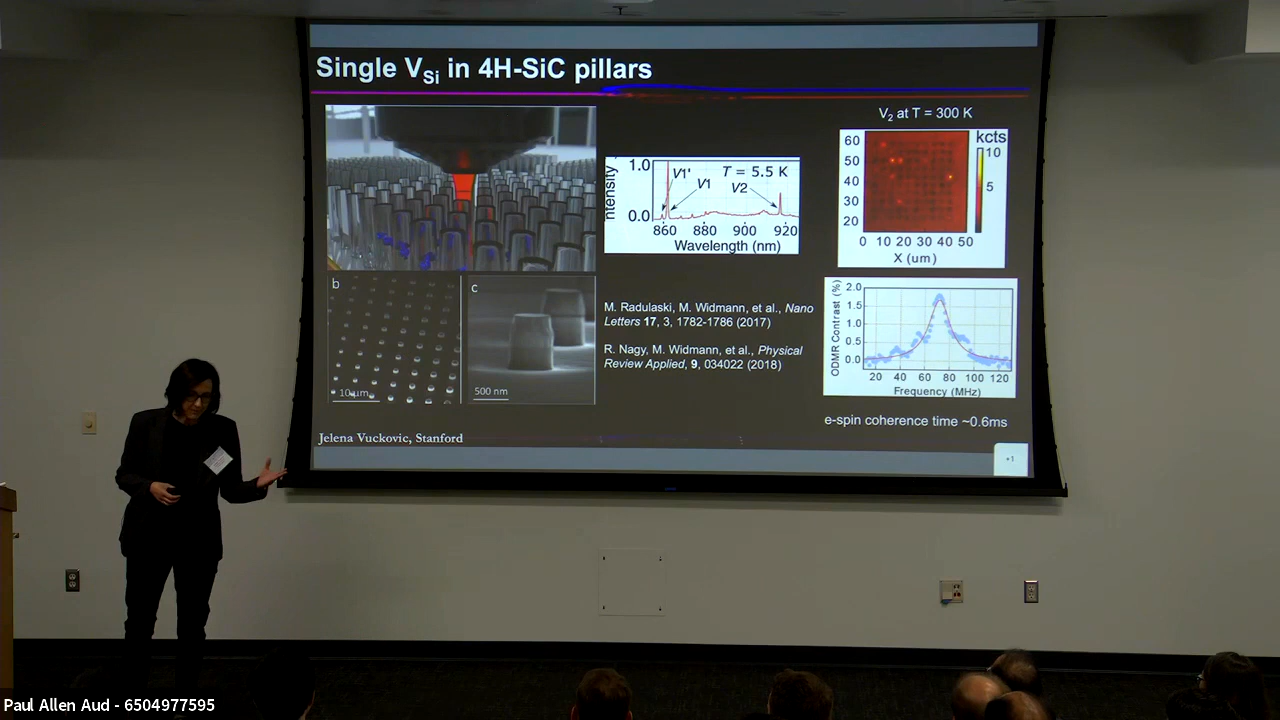 Single VSi in 4H-SiC pillars
V2 at T = 300 K
1.0
V1'
V1
T = 5.5 K
V2
ntensity
0.0
860 880 900 920
Wavelength (nm)
kcts
60
50
40
30
20
10
5
0 10 20 30 40 50
X (um)
b
10 µm
c
500 nm
M. Radulaski, M. Widmann, et al., Nano
Letters 17, 3, 1782-1786 (2017)
R. Nagy, M. Widmann, et al., Physical
Review Applied, 9, 034022 (2018)
ODMR Contrast (%)
2.0
1.5
1.0
0.5
0.0
20 40 60 80 100 120
Frequency (MHz)
e-spin coherence time ~0.6ms
Jelena Vuckovic, Stanford
+1
Paul Allen Aud - 6504977595